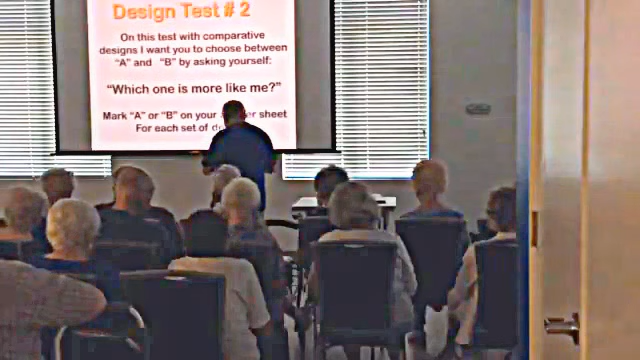 Design Test # 2
On this test with comparative
designs I want you to choose between
"A" and "B" by asking yourself:
"Which one is more like me?"
Mark "A" or "B" on your sheet
For each set of